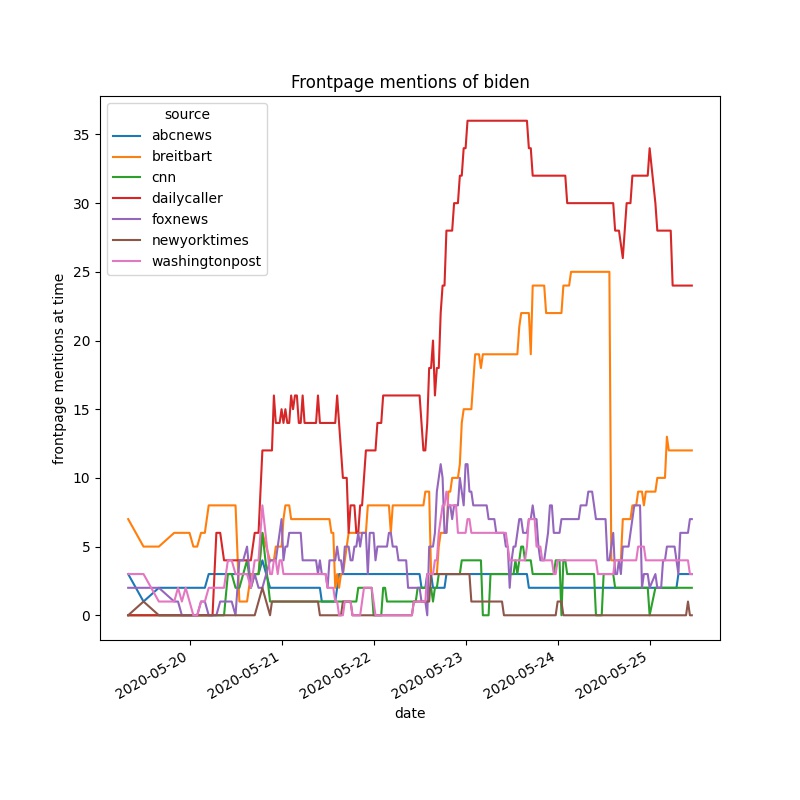 Frontpage mentions of biden
source
abcnews
breitbart
cnn
dailycaller
foxnews
newyorktimes
washingtonpost
frontpage mentions at time
35
30
25
20
15
10
5
0
2020-05-20
2020-05-21
2020-05-22
2020-05-23
2020-05-24
2020-05-25
date